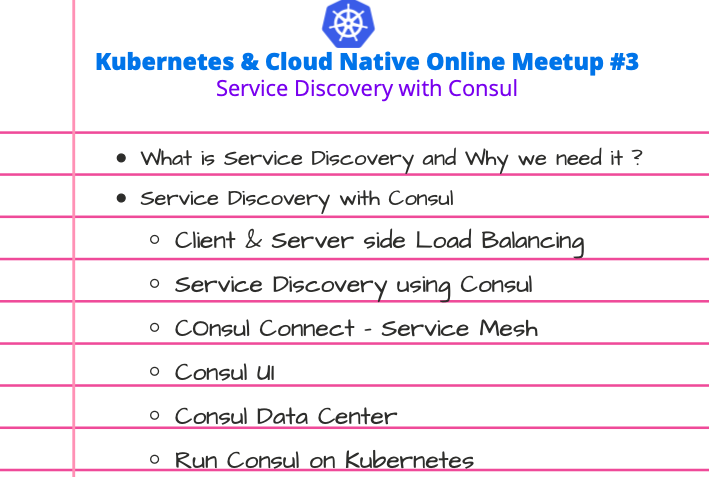 Kubernetes & Cloud Native Online Meetup #3
Service Discovery with Consul
• What is Service Discovery and Why we need it ?
• Service Discovery with Consul
○ Client & Server side Load Balancing
○ Service Discovery using Consul
○ COnsul Connect - Service Mesh
○ Consul UI
○ Consul Data Center
○ Run Consul on Kubernetes